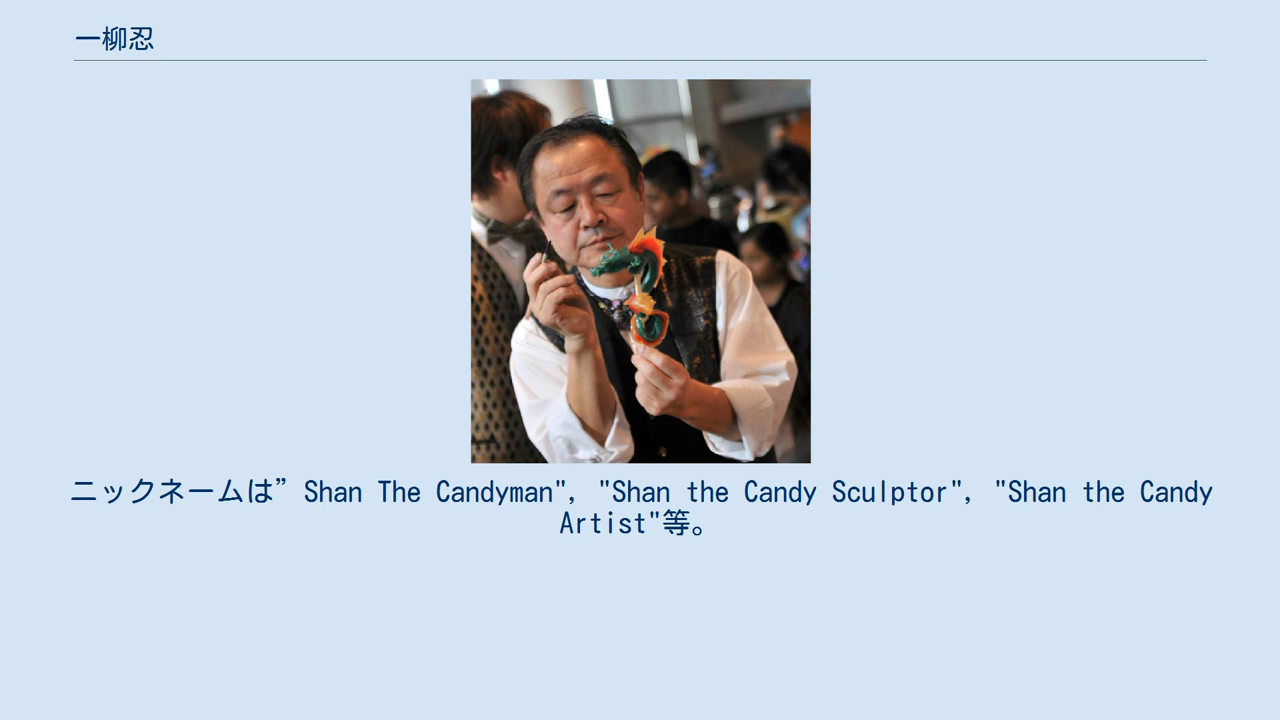 一柳忍
ニックネームは”Shan The Candyman", "Shan the Candy Sculptor", "Shan the Candy
Artist"等。